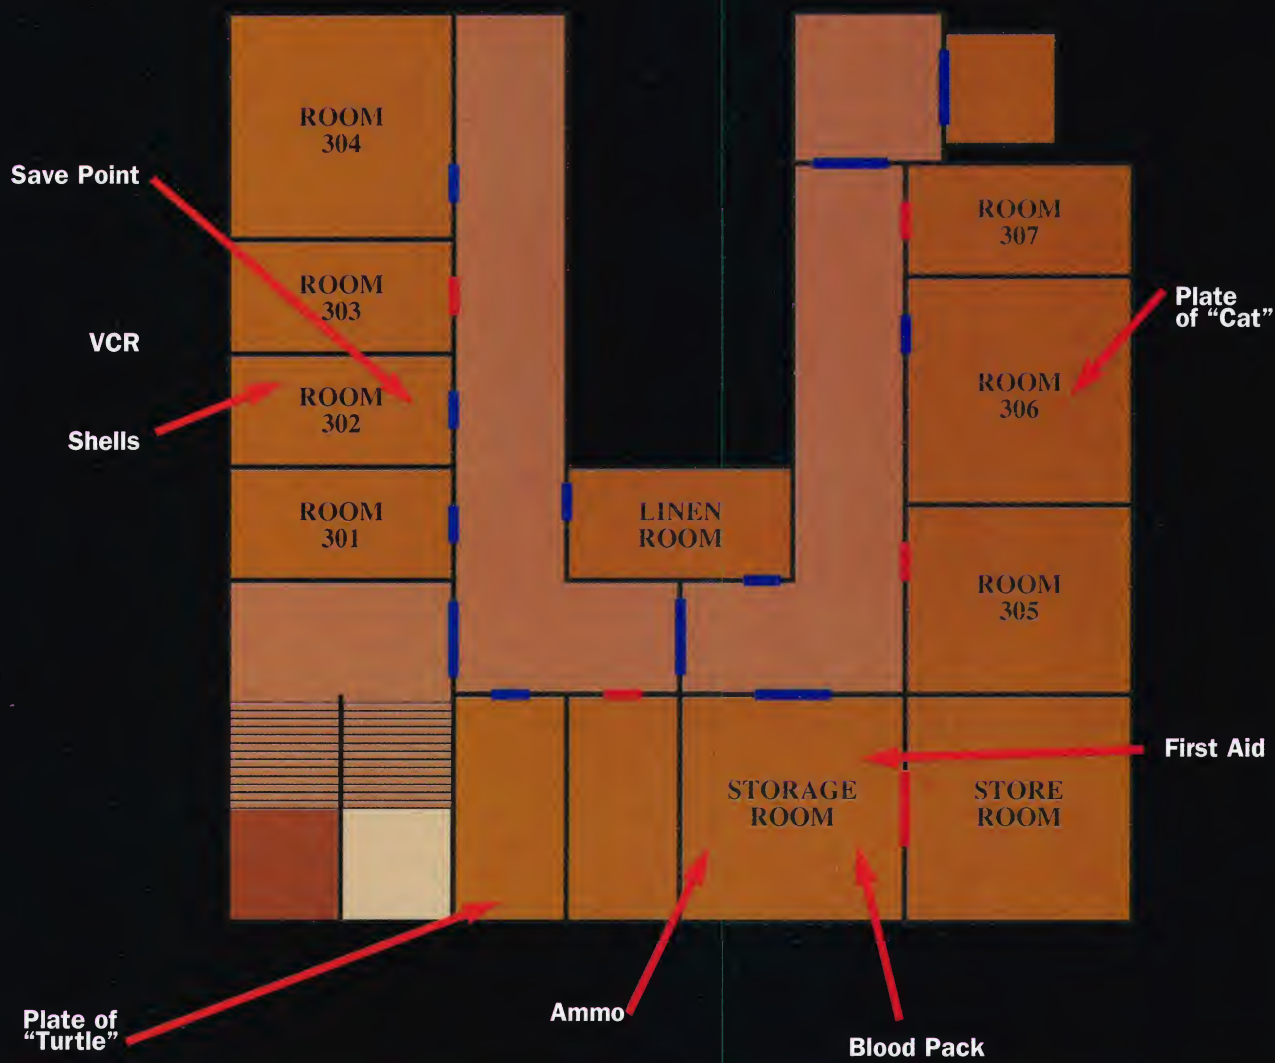 ROOM
304
Save Point
ROOM
307
ROOM
303
Plate
of “Cat”
VCR
ROOM
302
ROOM
306
Shells
ROOM
301
LINEN
ROOM
ROOM
305
First Aid
STORAGE
ROOM
STORE
ROOM
Plate of
“Turtle”
Ammo
Blood Pack